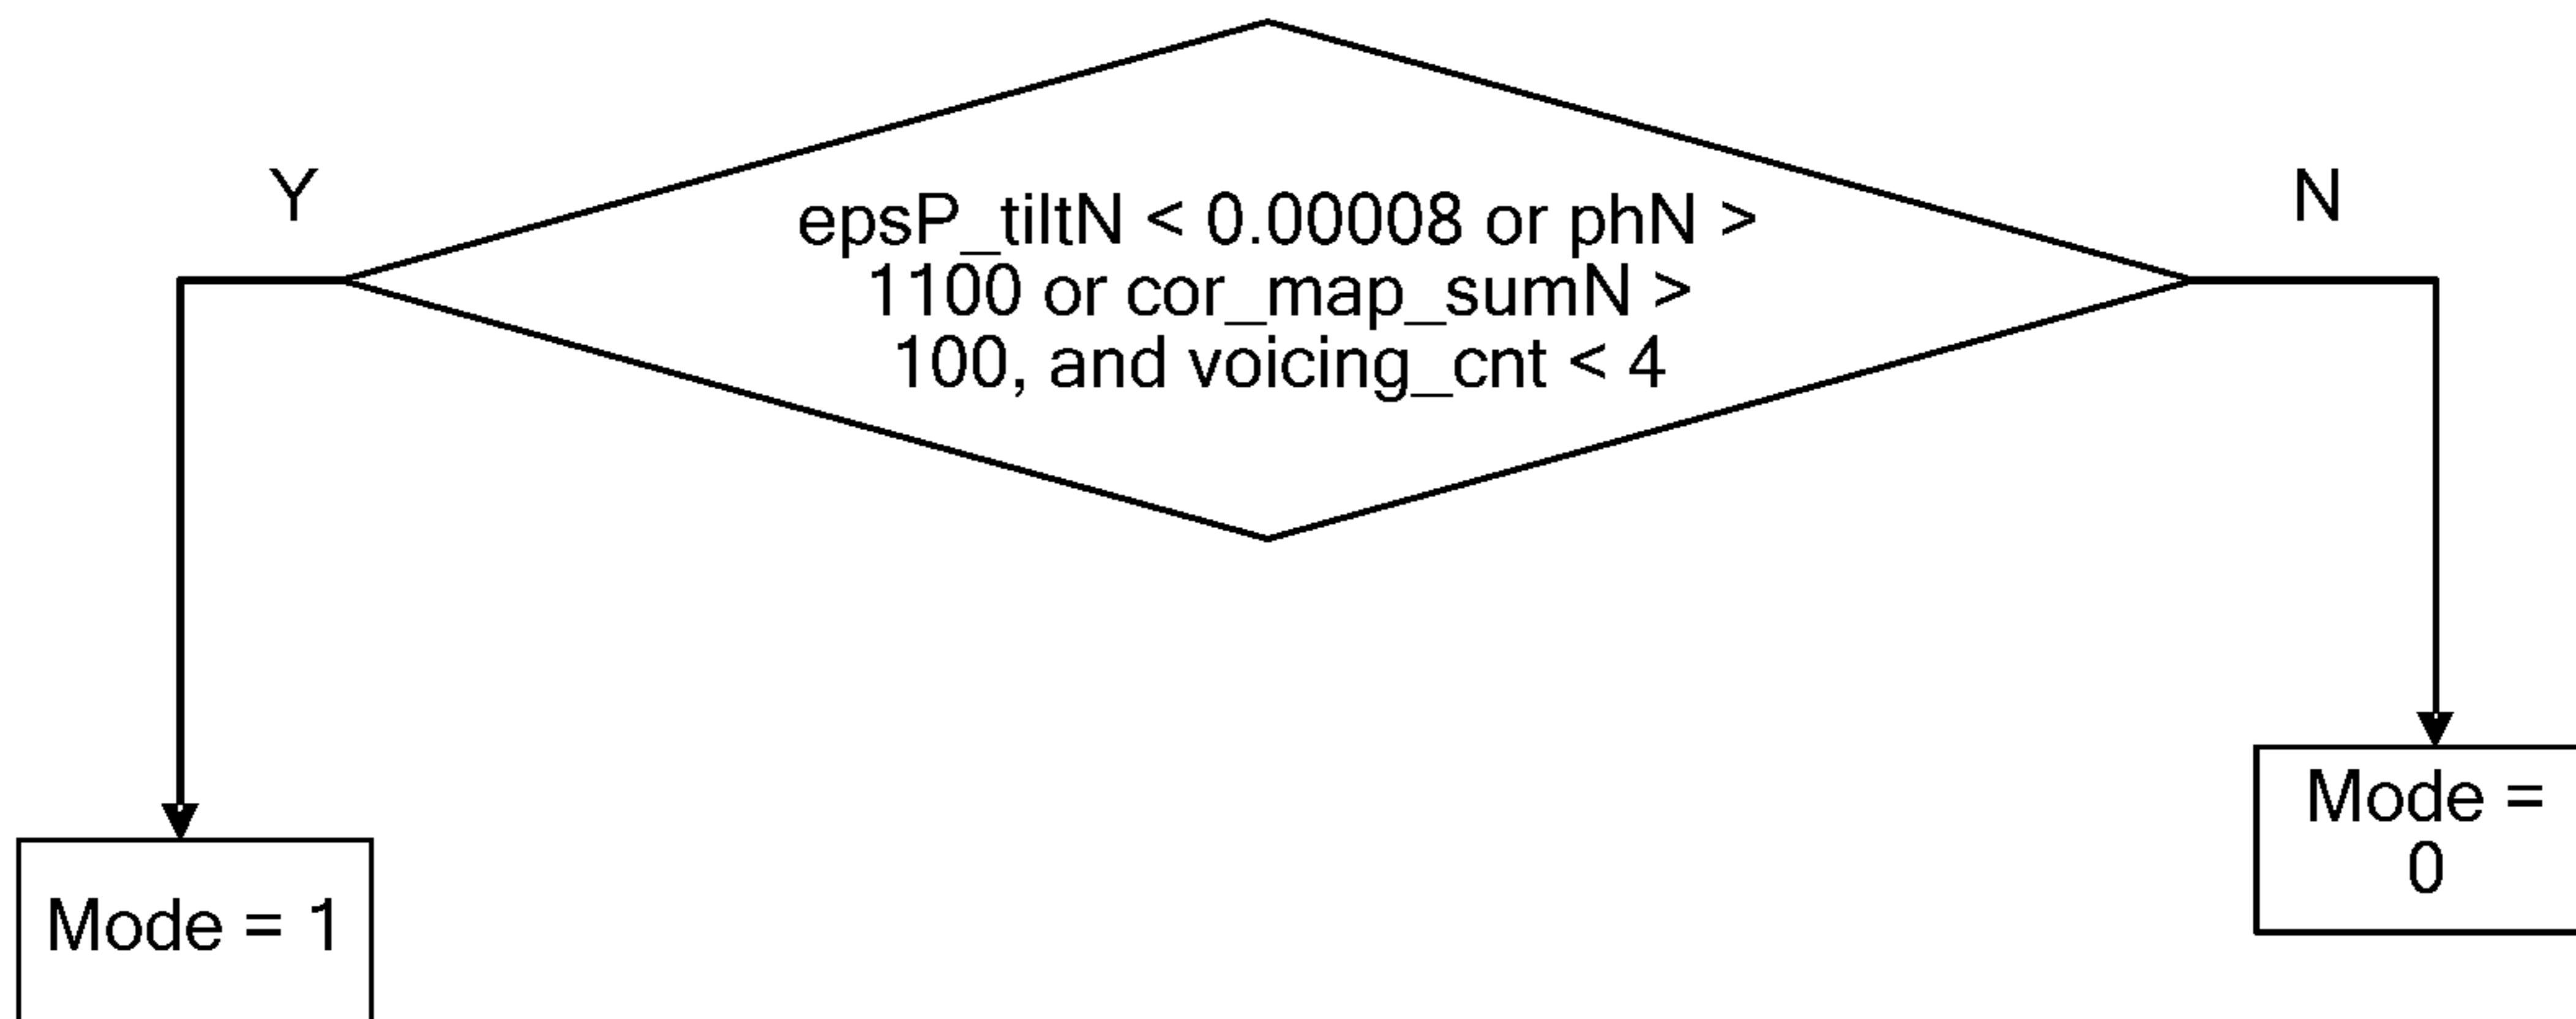 Y
N
epsP_tiltN < 0.00008 or phN >
1100 or cor_map_sumN >
100, and voicing_cnt < 4
Mode =
0
Mode = 1